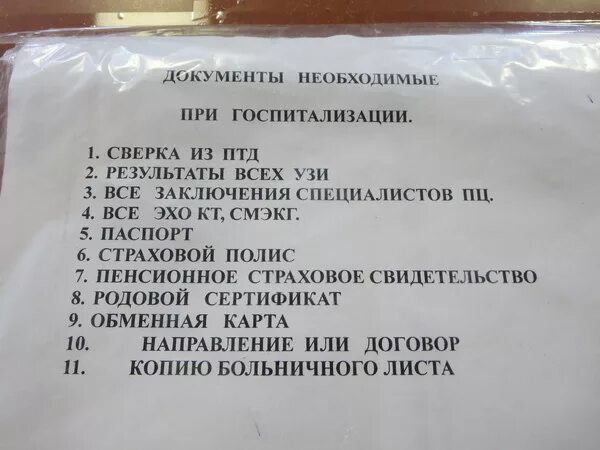 ДОКУМЕНТЫ НЕОБХОДИМЫЕ
ПРИ ГОСПИТАЛИЗАЦИИ.
1. СВЕРКА ИЗ ПТД
2. РЕЗУЛЬТАТЫ ВСЕХ УЗИ
3. ВСЕ ЗАКЛЮЧЕНИЯ СПЕЦИАЛИСТОВ ПЦ.
4. ВСЕ ЭХО КТ, СМЭКГ.
5. ПАСПОРТ
6. СТРАХОВОЙ ПОЛИС
7. ПЕНСИОННОЕ СТРАХОВОЕ СВИДЕТЕЛЬСТВО
8. РОДОВОЙ СЕРТИФИКАТ
9. ОБМЕННАЯ КАРТА
10. НАПРАВЛЕНИЕ ИЛИ ДОГОВОР
11. КОПИЮ БОЛЬНИЧНОГО ЛИСТА